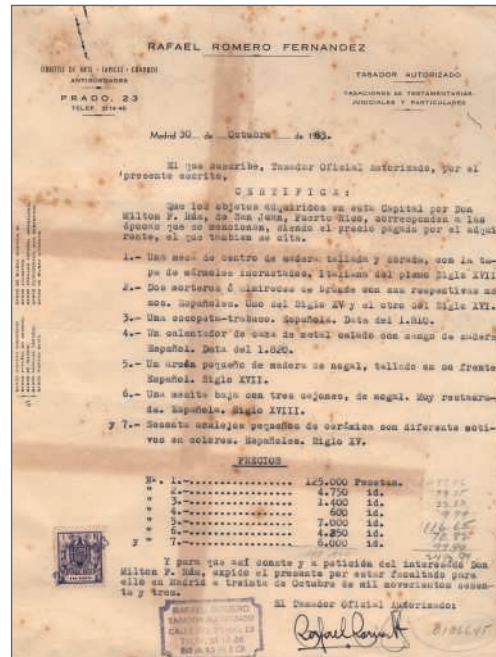 RAFAEL ROMERO FERNANDEZ
OBJETOS DE ARTE - TAPICES - CUADROS
ANTIGÜEDADES
PRADO, 23
TELEF.
TASADOR AUTORIZADO
TASACIONES DE TESTAMENTARIAS
JUDICIALES Y PARTICULARES
Madrid 30 de Octubre de 1963.
El que suscribe, Tasador Oficial Autorizado, por el
presente escrito,
CERTIFICA:
Que los objetos adquiridos en esta Capital por Don
Milton F. Rúa, de San Juan, Puerto Rico, corresponden a las
épocas que se mencionan, siendo el precio pagado por el adqui
rente, el que tambien se cita.
1.- Una mesa de centro de madera tallada y dorada, con la ta-
pa de mármoles incrustados, Italiana del pleno Siglo XVII
2.- Dos morteros ó almireces de bronce con sus respectivas ma
nos. Españoles. Uno del Siglo XV y el otro del Siglo XVI.
3.- Una escopeta-trabuco. Española. Data del 1.810.
4.- Un calentador de cama de metal calado con mango de madera
Español. Data del 1.820.
5.- Un arcón pequeño de madera de nogal, tallado en su frente
Español. Siglo XVII.
6.- Una mesita baja con tres cajones, de nogal. Muy restaura-
da. Española. Siglo XVIII.
y 7.- Sesenta azulejos pequeños de cerámica con diferente moti-
vos en colores. Españoles. Siglo XV.
PRECIOS
Nº. 1.- 125.000 Pesetas.
" 2.- 4.750 id.
" 3.- 1.400 id.
" 4.- 600 id.
" 5.- 7.000 id.
" 6.- 4.350 id.
y " 7.- 6.000 id.
Y para que así conste y a petición del interesado Don
Milton F. Rúa, expido el presente por estar facultado para
ello en Madrid a treinta de Octubre de mil novecientos sesen-
ta y tres.
El Tasador Oficial Autorizado:
RAFAEL ROMERO
TASADOR AUTORIZADO